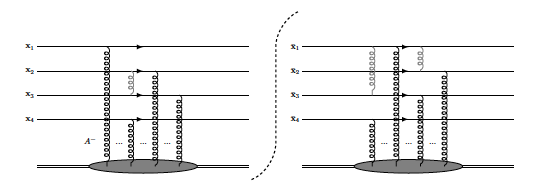 x₁ x₁
x₂ x₂
x₃ x₃
x₄ x₄
A⁻ ... ... ... ... ... ...